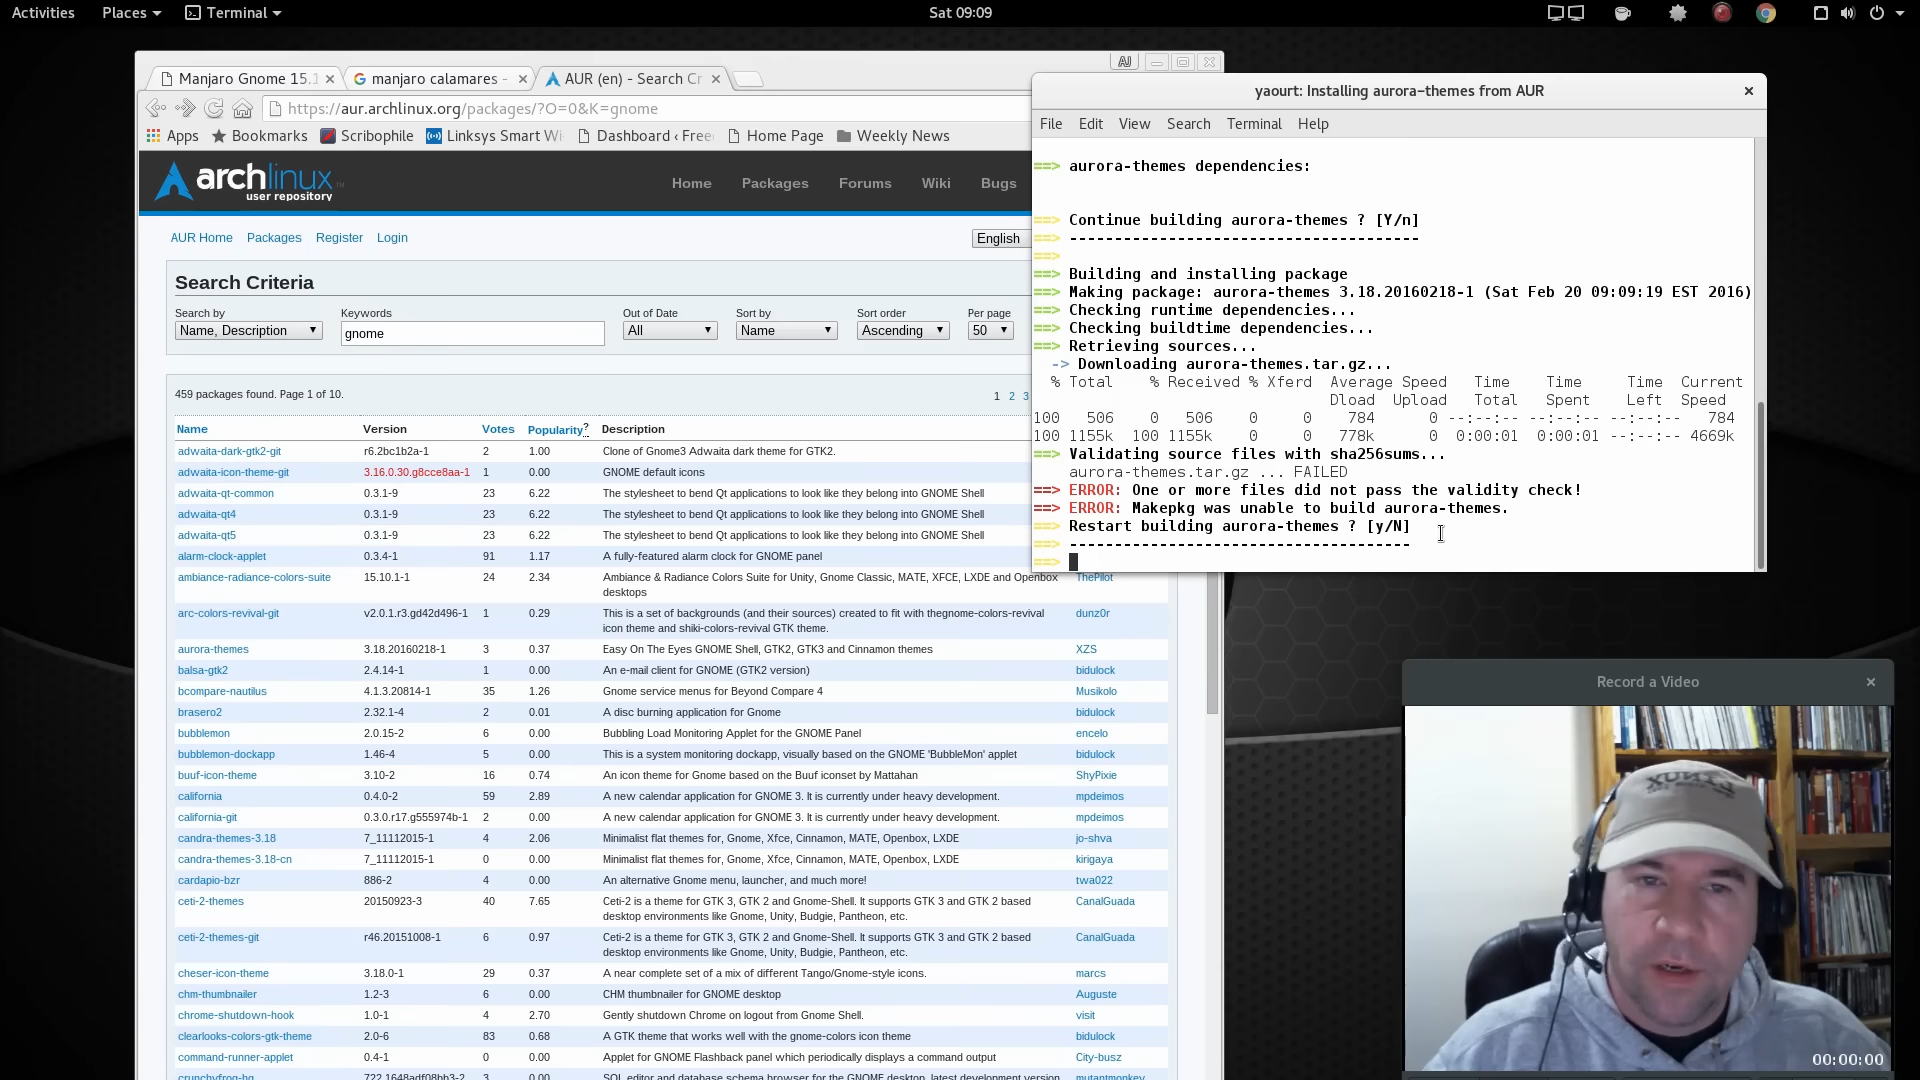 Activities Places Terminal Sat 09:09
AJ
Manjaro Gnome 15.1 manjaro calamares - AUR (en) - Search Cr
https://aur.archlinux.org/packages/?O=0&K=gnome
Apps Bookmarks Scribophile Linksys Smart Wi Dashboard ‹ Free Home Page Weekly News
archlinux
user repository
Home Packages Forums Wiki Bugs
AUR Home Packages Register Login
English
Search Criteria
Search by Keywords Out of Date Sort by Sort order Per page
Name, Description gnome All Name Ascending 50
459 packages found. Page 1 of 10. 1 2 3
Name Version Votes Popularity? Description
adwaita-dark-gtk2-git r6.2bc1b2a-1 2 1.00 Clone of Gnome3 Adwaita dark theme for GTK2.
adwaita-icon-theme-git 3.16.0.30.g8cce8aa-1 1 0.00 GNOME default icons
adwaita-qt-common 0.3.1-9 23 6.22 The stylesheet to bend Qt applications to look like they belong into GNOME Shell
adwaita-qt4 0.3.1-9 23 6.22 The stylesheet to bend Qt applications to look like they belong into GNOME Shell
adwaita-qt5 0.3.1-9 23 6.22 The stylesheet to bend Qt applications to look like they belong into GNOME Shell
alarm-clock-applet 0.3.4-1 91 1.17 A fully-featured alarm clock for GNOME panel
ambiance-radiance-colors-suite 15.10.1-1 24 2.34 Ambiance & Radiance Colors Suite for Unity, Gnome Classic, MATE, XFCE, LXDE and Openbox ThePilot
desktops
arc-colors-revival-git v2.0.1.r3.gd42d496-1 1 0.29 This is a set of backgrounds (and their sources) created to fit with thegnome-colors-revival dunz0r
icon theme and shiki-colors-revival GTK theme.
aurora-themes 3.18.20160218-1 3 0.37 Easy On The Eyes GNOME Shell, GTK2, GTK3 and Cinnamon themes XZS
balsa-gtk2 2.4.14-1 1 0.00 An e-mail client for GNOME (GTK2 version) bidulock
bcompare-nautilus 4.1.3.20814-1 35 1.26 Gnome service menus for Beyond Compare 4 Musikolo
brasero2 2.32.1-4 2 0.01 A disc burning application for Gnome bidulock
bubblemon 2.0.15-2 6 0.00 Bubbling Load Monitoring Applet for the GNOME Panel encelo
bubblemon-dockapp 1.46-4 5 0.00 This is a system monitoring dockapp, visually based on the GNOME 'BubbleMon' applet bidulock
buuf-icon-theme 3.10-2 16 0.74 An icon theme for Gnome based on the Buuf iconset by Mattahan ShyPixie
california 0.4.0-2 59 2.89 A new calendar application for GNOME 3. It is currently under heavy development. mpdeimos
california-git 0.3.0.r17.g555974b-1 2 0.00 A new calendar application for GNOME 3. It is currently under heavy development. mpdeimos
candra-themes-3.18 7_11112015-1 4 2.06 Minimalist flat themes for, Gnome, Xfce, Cinnamon, MATE, Openbox, LXDE jo-shva
candra-themes-3.18-cn 7_11112015-1 0 0.00 Minimalist flat themes for, Gnome, Xfce, Cinnamon, MATE, Openbox, LXDE kirigaya
cardapio-bzr 886-2 4 0.00 An alternative Gnome menu, launcher, and much more! twa022
ceti-2-themes 20150923-3 40 7.65 Ceti-2 is a theme for GTK 3, GTK 2 and Gnome-Shell. It supports GTK 3 and GTK 2 based CanalGuada
desktop environments like Gnome, Unity, Budgie, Pantheon, etc.
ceti-2-themes-git r46.20151008-1 6 0.97 Ceti-2 is a theme for GTK 3, GTK 2 and Gnome-Shell. It supports GTK 3 and GTK 2 based CanalGuada
desktop environments like Gnome, Unity, Budgie, Pantheon, etc.
cheser-icon-theme 3.18.0-1 29 0.37 A near complete set of a mix of different Tango/Gnome-style icons. marcs
chm-thumbnailer 1.2-3 6 0.00 CHM thumbnailer for GNOME desktop Auguste
chrome-shutdown-hook 1.0-1 4 2.70 Gently shutdown Chrome on logout from Gnome Shell. visit
clearlooks-colors-gtk-theme 2.0-6 83 0.68 A GTK theme that works well with the gnome-colors icon theme bidulock
command-runner-applet 0.4-1 0 0.00 Applet for GNOME Flashback panel which periodically displays a command output City-busz
crunchyfrog-hg 722.1648adf08bb3-2 3 0.00 SQL editor and database schema browser for the GNOME desktop, latest development version mutantmonkey
yaourt: Installing aurora-themes from AUR
File Edit View Search Terminal Help
==> aurora-themes dependencies:
==> Continue building aurora-themes ? [Y/n]
==> ---------------------------------------
==>
==> Building and installing package
==> Making package: aurora-themes 3.18.20160218-1 (Sat Feb 20 09:09:19 EST 2016)
==> Checking runtime dependencies...
==> Checking buildtime dependencies...
==> Retrieving sources...
-> Downloading aurora-themes.tar.gz...
% Total % Received % Xferd Average Speed Time Time Time Current
Dload Upload Total Spent Left Speed
100 506 0 506 0 0 784 0 --:--:-- --:--:-- --:--:-- 784
100 1155k 100 1155k 0 0 778k 0 0:00:01 0:00:01 --:--:-- 4669k
==> Validating source files with sha256sums...
aurora-themes.tar.gz ... FAILED
==> ERROR: One or more files did not pass the validity check!
==> ERROR: Makepkg was unable to build aurora-themes.
==> Restart building aurora-themes ? [y/N]
==> --------------------------------------
==>
Record a Video
LINUX
00:00:00